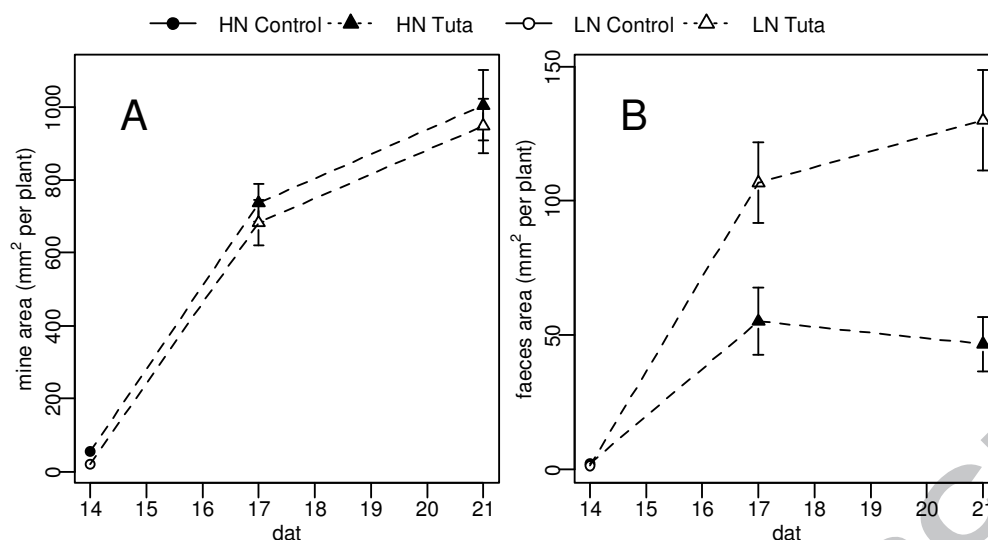 HN Control HN Tuta LN Control LN Tuta
A
mine area (mm² per plant)
0 200 400 600 800 1000
14 15 16 17 18 19 20 21
dat
B
faeces area (mm² per plant)
0 50 100 150
14 15 16 17 18 19 20 21
dat